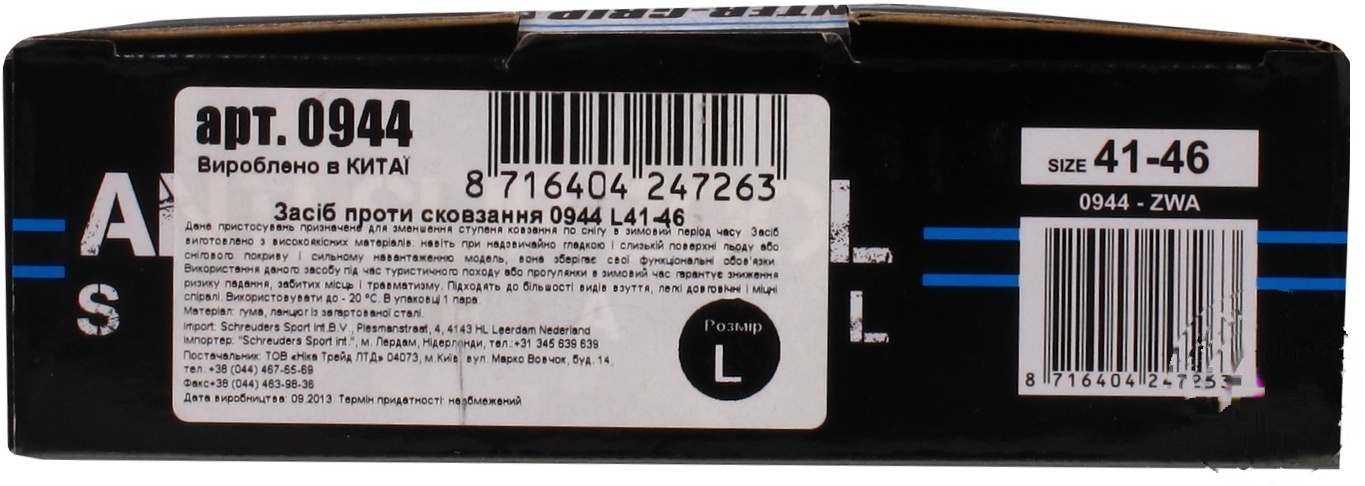 NTER-GRIP
арт. 0944
Вироблено в КИТАЇ
8 716404 247263
Засіб проти сковзання 0944 L41-46
Дане пристосувань призначене для зменшення ступеня ковзання по снігу в зимовий період часу Засіб
виготовлено з високоякісних матеріалів: навіть при надзвичайно гладкою і слизькій поверхні льоду або
снігового покриву і сильному навантаженню модель, вона зберігає свої функціональні обов'язки
Використання даного засобу під час туристичного походу або прогулянки в зимовий час гарантує зниження
ризику падання, забитих місць і травматизму. Підходять до більшості видів взуття, легкі довговічні і міцні
спіралі. Використовувати до - 20 °C. В упаковці 1 пара
Матеріал: гума, ланцюг із загартованої сталі.
Import: Schreuders Sport Int.B.V., Plesmanstraat, 4, 4143 HL Leerdam Nederland
Імпортер: "Schreuders Sport Int.", м. Лердам, Нідерланди, тел.:+31 345 639 639
Постачальник: ТОВ «Ніка Трейд ЛТД» 04073, м.Київ, вул. Марко Вовчок, буд. 14,
тел. +38 (044) 467-65-69
Факс+38 (044) 463-98-36
Дата виробництва: 09.2013 Термін придатності: необмежений
Розмір
L
A
L
S
L
SIZE 41-46
0944 - ZWA
8 716404 247263